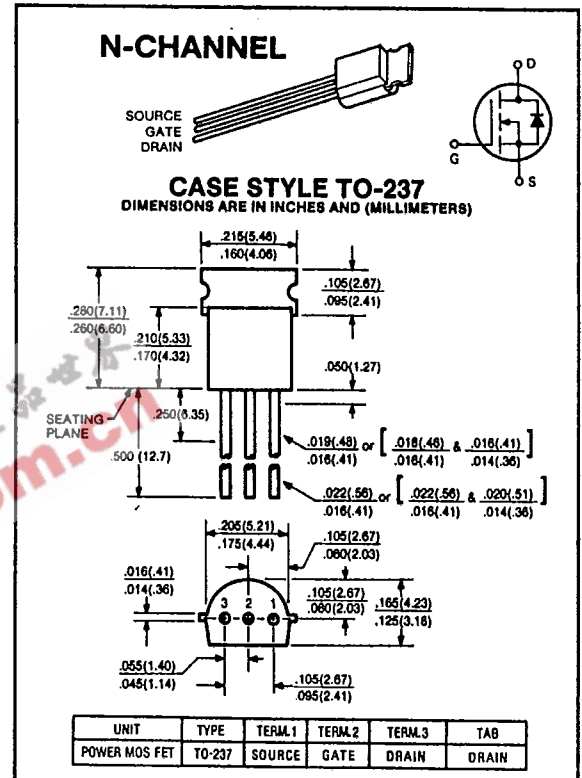 N-CHANNEL
SOURCE
GATE
DRAIN
D
G
S
CASE STYLE TO-237
DIMENSIONS ARE IN INCHES AND (MILLIMETERS)
.215(5.46)
.160(4.06)
.105(2.67)
.095(2.41)
.280(7.11)
.260(6.60)
.210(5.33)
.170(4.32)
.050(1.27)
SEATING
PLANE
.250(6.35)
.500 (12.7)
.019(.48) or [ .018(.46) & .016(.41) ]
.016(.41) .016(.41) .014(.36)
.022(.56) or [ .022(.56) & .020(.51) ]
.016(.41) .016(.41) .014(.36)
.205(5.21)
.175(4.44)
.105(2.67)
.080(2.03)
.016(.41)
.014(.36)
.105(2.67)
.080(2.03)
.165(4.23)
.125(3.18)
3 2 1
.055(1.40)
.045(1.14)
.105(2.67)
.095(2.41)
UNIT TYPE TERM.1 TERM.2 TERM.3 TAB
POWER MOS FET TO-237 SOURCE GATE DRAIN DRAIN
om.cn